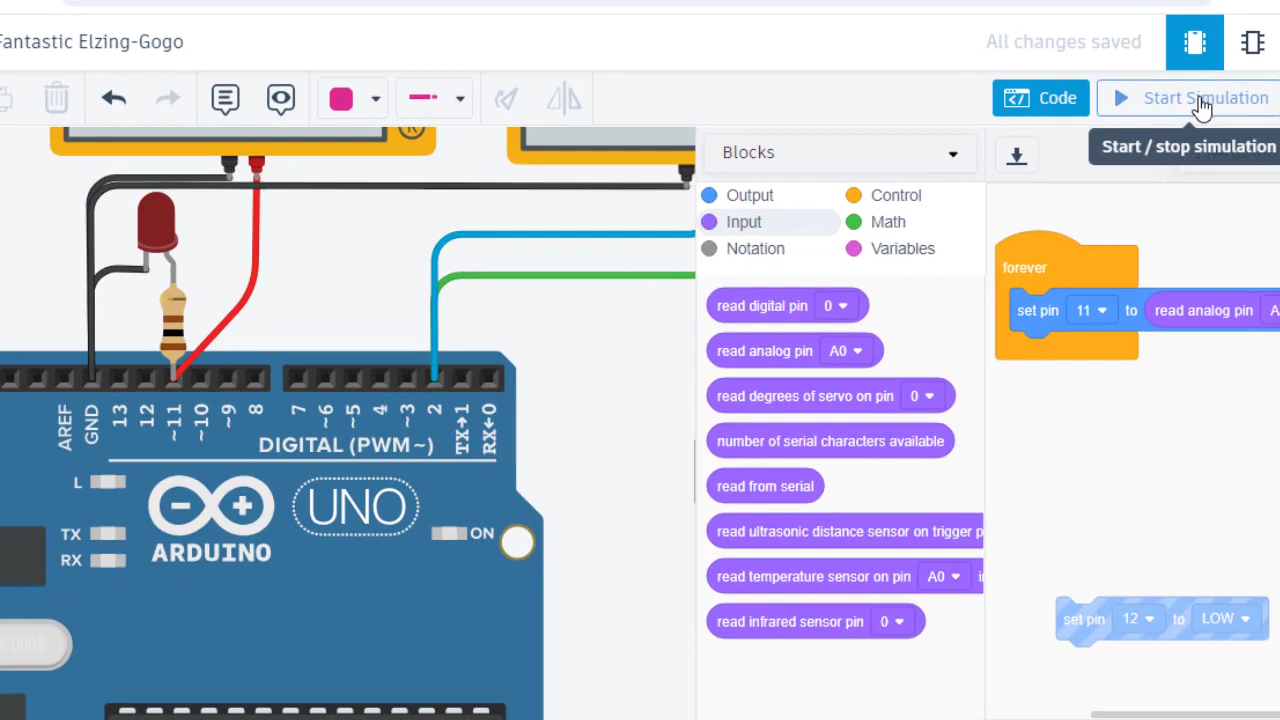 Fantastic Elzing-Gogo
All changes saved
Code
Start Simulation
Start / stop simulation
Blocks
Output
Control
Input
Math
Notation
Variables
read digital pin 0
read analog pin A0
read degrees of servo on pin 0
number of serial characters available
read from serial
read ultrasonic distance sensor on trigger p
read temperature sensor on pin A0
read infrared sensor pin 0
forever
set pin 11 to read analog pin A
set pin 12 to LOW
AREF
GND
13
12
~11
~10
~9
8
7
~6
~5
4
~3
2
TX→1
RX←0
DIGITAL (PWM~)
L
TX
RX
UNO
ARDUINO
ON